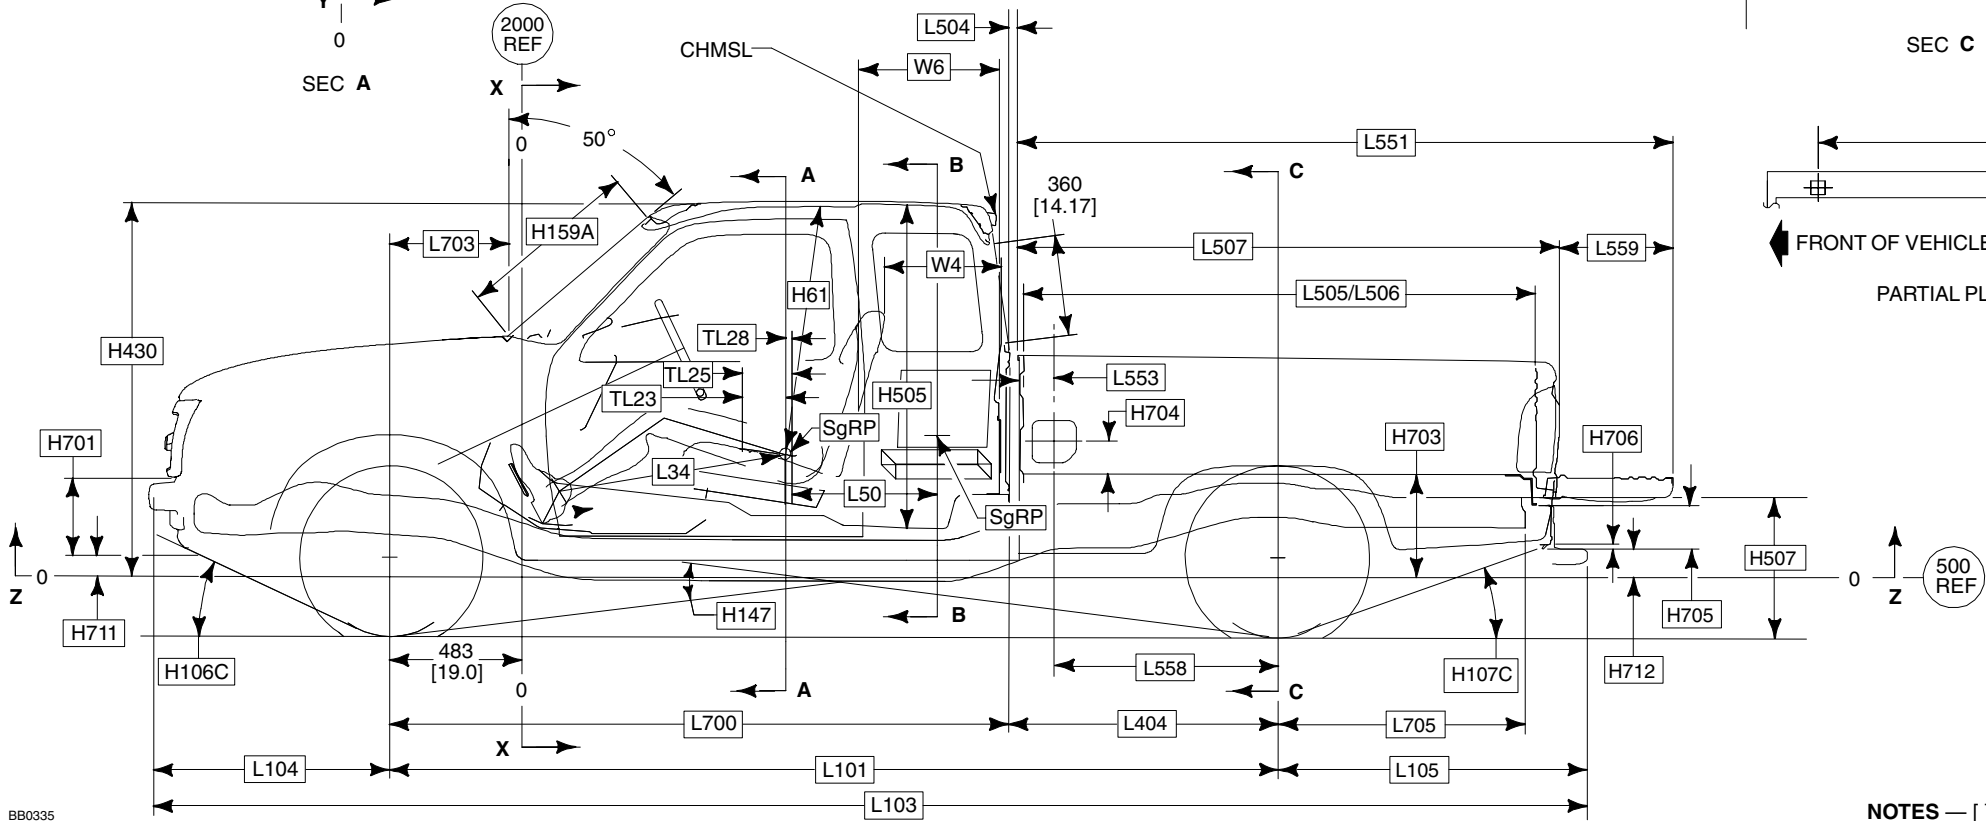 Y
0
SEC A
2000
REF
X
0
50°
CHMSL
L504
W6
SEC C
L551
A
B
C
360
[14.17]
H159A
L703
L507
L559
FRONT OF VEHICLE
W4
H61
L505/L506
PARTIAL PL
H430
TL28
TL25
TL23
L553
H505
H704
SgRP
H701
H703
H706
L34
L50
SgRP
H507
Z
0
0
Z
500
REF
H711
H147
B
H705
H106C
483
[19.0]
L558
H107C
H712
0
A
C
L700
L404
L705
X
L104
L101
L105
L103
BB0335
NOTES — [